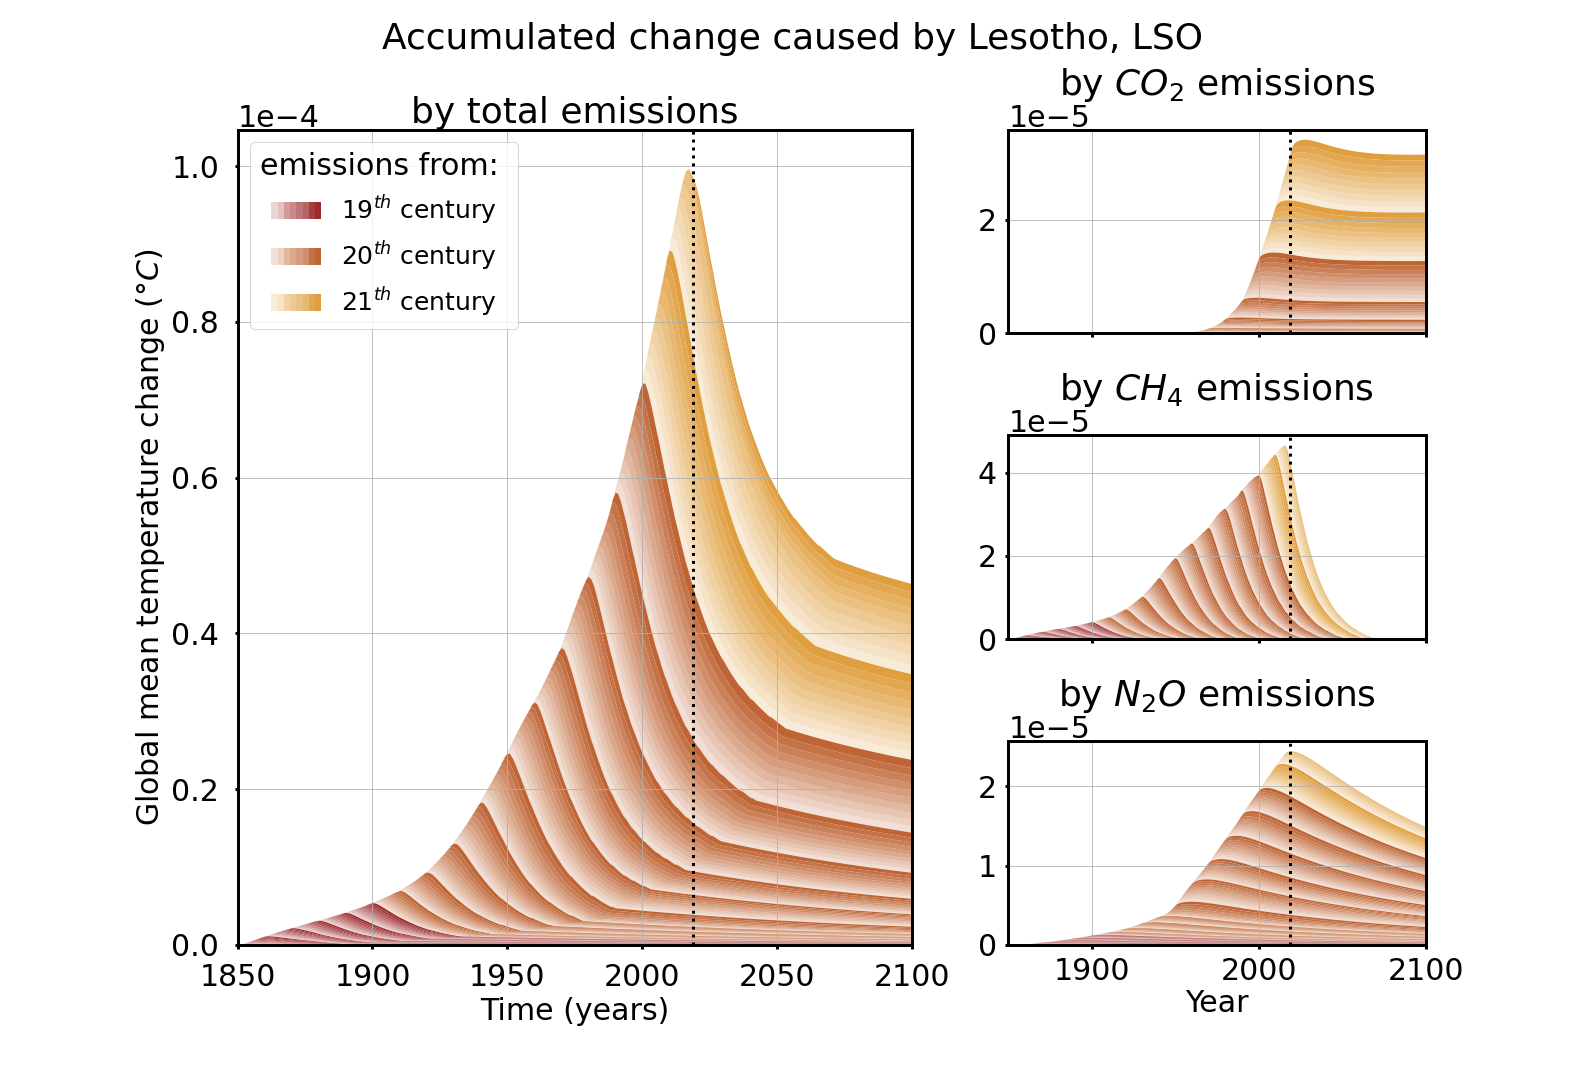 Accumulated change caused by Lesotho, LSO
by total emissions
1e−4
Global mean temperature change (°C)
1.0
0.8
0.6
0.4
0.2
0.0
emissions from:
19th century
20th century
21th century
1850 1900 1950 2000 2050 2100
Time (years)
by CO2 emissions
1e−5
2
0
by CH4 emissions
1e−5
4
2
0
by N2O emissions
1e−5
2
1
0
1900 2000 2100
Year